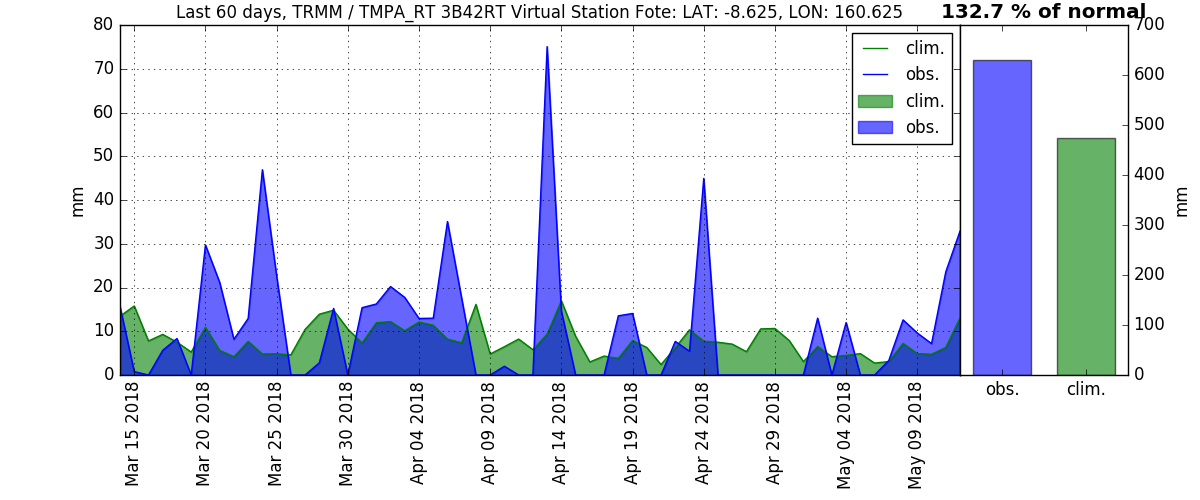 Last 60 days, TRMM / TMPA_RT 3B42RT Virtual Station Fote: LAT: -8.625, LON: 160.625
132.7 % of normal
80
70
60
50
40
30
20
10
0
mm
clim.
obs.
clim.
obs.
Mar 15 2018
Mar 20 2018
Mar 25 2018
Mar 30 2018
Apr 04 2018
Apr 09 2018
Apr 14 2018
Apr 19 2018
Apr 24 2018
Apr 29 2018
May 04 2018
May 09 2018
700
600
500
400
300
200
100
0
mm
obs.
clim.